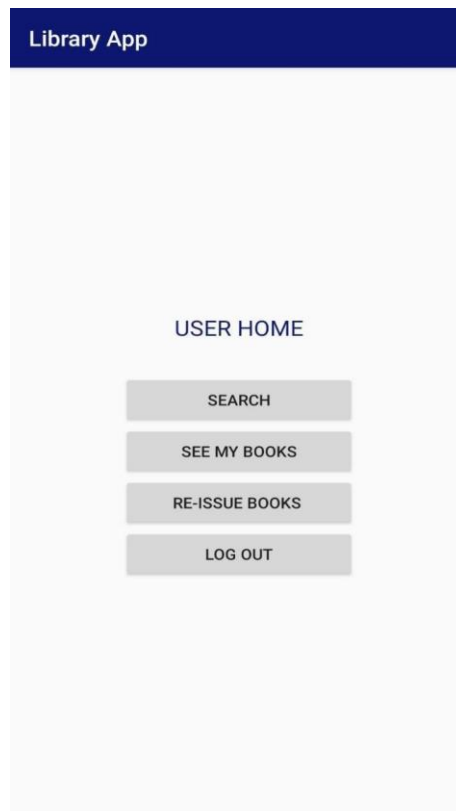 Library App
USER HOME
SEARCH
SEE MY BOOKS
RE-ISSUE BOOKS
LOG OUT